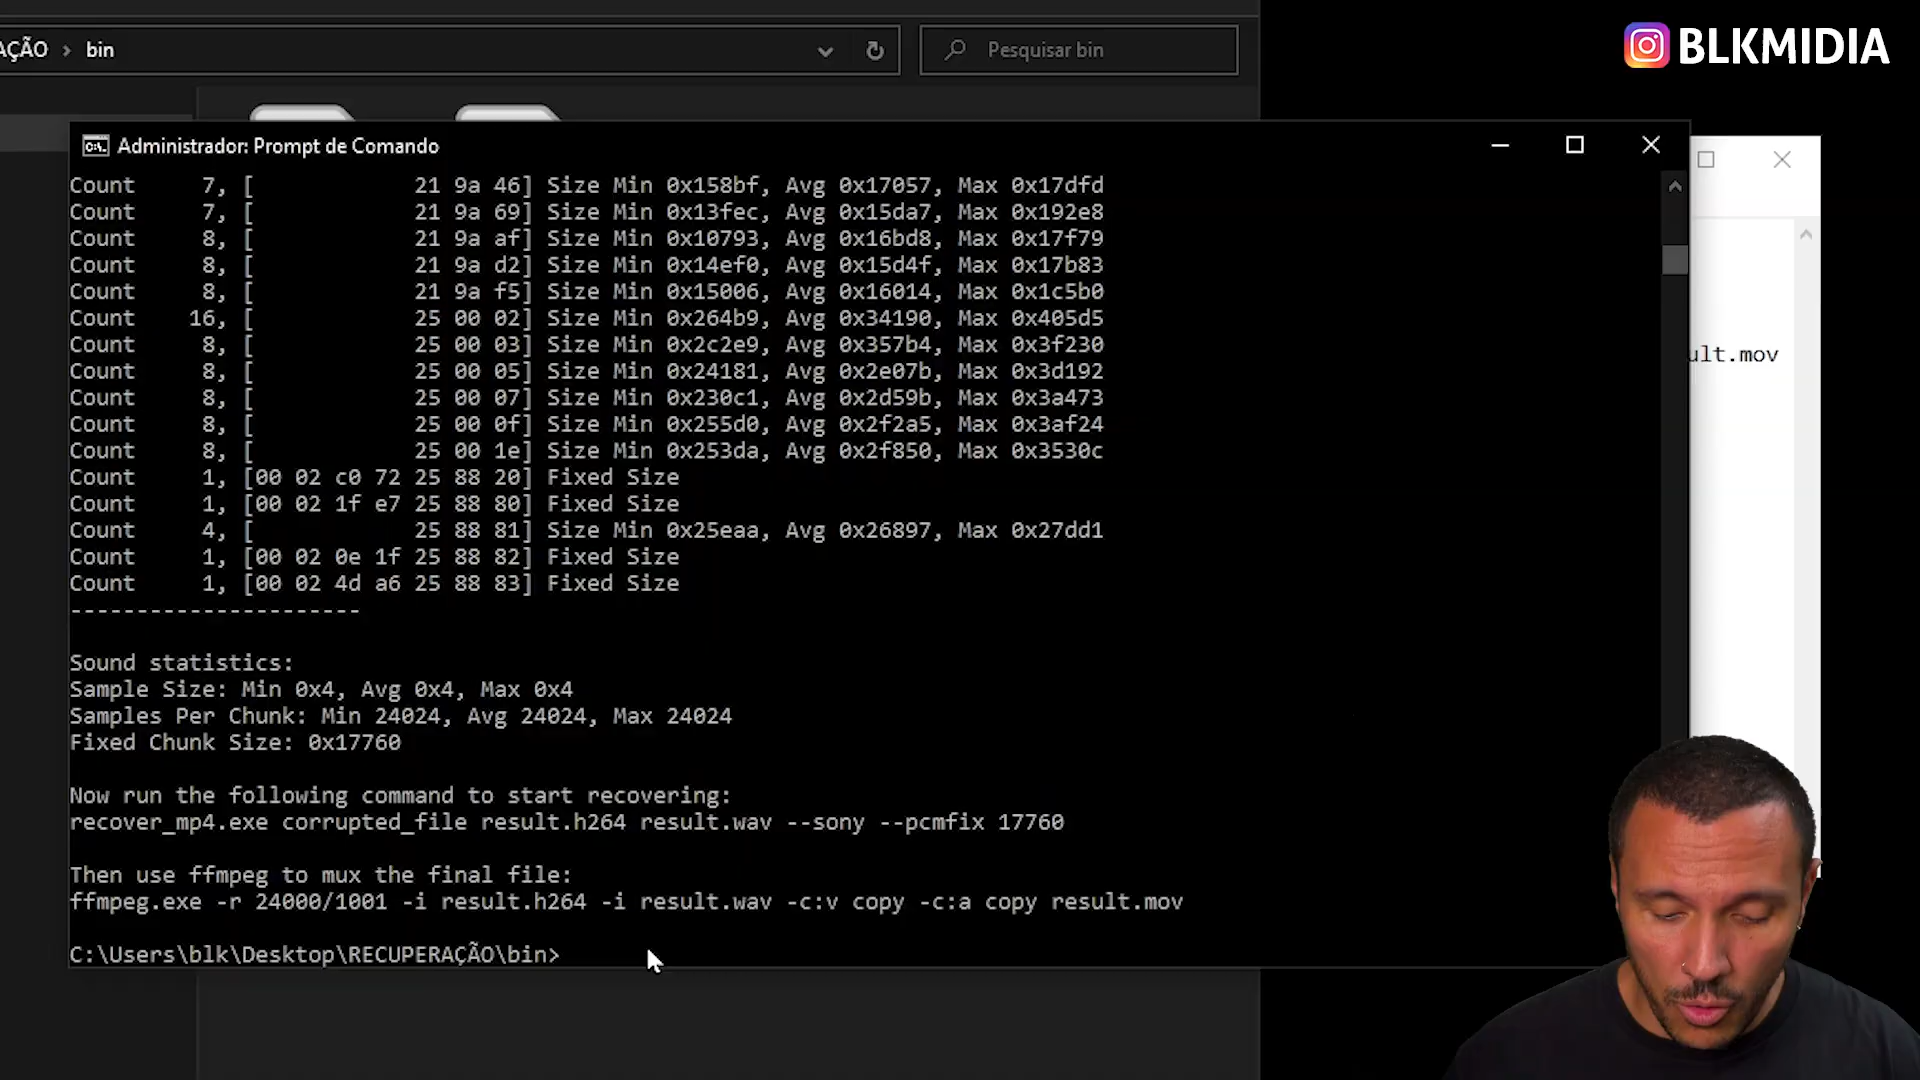 AÇÃO > bin
Pesquisar bin
BLKMIDIA
Administrador: Prompt de Comando
Count 7, [ 21 9a 46] Size Min 0x158bf, Avg 0x17057, Max 0x17dfd
Count 7, [ 21 9a 69] Size Min 0x13fec, Avg 0x15da7, Max 0x192e8
Count 8, [ 21 9a af] Size Min 0x10793, Avg 0x16bd8, Max 0x17f79
Count 8, [ 21 9a d2] Size Min 0x14ef0, Avg 0x15d4f, Max 0x17b83
Count 8, [ 21 9a f5] Size Min 0x15006, Avg 0x16014, Max 0x1c5b0
Count 16, [ 25 00 02] Size Min 0x264b9, Avg 0x34190, Max 0x405d5
Count 8, [ 25 00 03] Size Min 0x2c2e9, Avg 0x357b4, Max 0x3f230
Count 8, [ 25 00 05] Size Min 0x24181, Avg 0x2e07b, Max 0x3d192
Count 8, [ 25 00 07] Size Min 0x230c1, Avg 0x2d59b, Max 0x3a473
Count 8, [ 25 00 0f] Size Min 0x255d0, Avg 0x2f2a5, Max 0x3af24
Count 8, [ 25 00 1e] Size Min 0x253da, Avg 0x2f850, Max 0x3530c
Count 1, [00 02 c0 72 25 88 20] Fixed Size
Count 1, [00 02 1f e7 25 88 80] Fixed Size
Count 4, [ 25 88 81] Size Min 0x25eaa, Avg 0x26897, Max 0x27dd1
Count 1, [00 02 0e 1f 25 88 82] Fixed Size
Count 1, [00 02 4d a6 25 88 83] Fixed Size
----------------------
Sound statistics:
Sample Size: Min 0x4, Avg 0x4, Max 0x4
Samples Per Chunk: Min 24024, Avg 24024, Max 24024
Fixed Chunk Size: 0x17760
Now run the following command to start recovering:
recover_mp4.exe corrupted_file result.h264 result.wav --sony --pcmfix 17760
Then use ffmpeg to mux the final file:
ffmpeg.exe -r 24000/1001 -i result.h264 -i result.wav -c:v copy -c:a copy result.mov
C:\Users\blk\Desktop\RECUPERAÇÃO\bin>
ult.mov